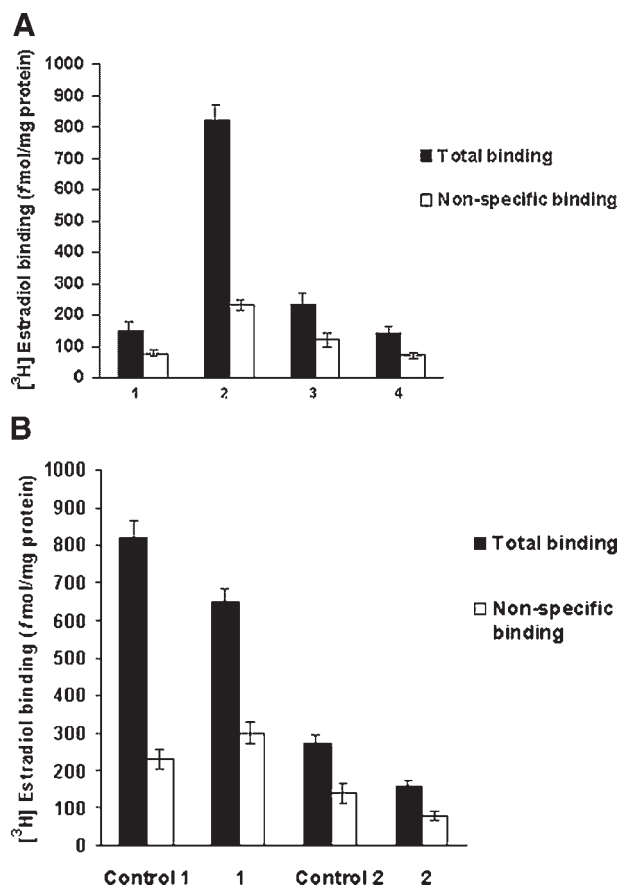 A
1000
900
800
700
600
500
400
300
200
100
0
[³H] Estradiol binding (fmol/mg protein)
Total binding
Non-specific binding
1 2 3 4
B
1000
900
800
700
600
500
400
300
200
100
0
[³H] Estradiol binding (fmol/mg protein)
Total binding
Non-specific
binding
Control 1 1 Control 2 2